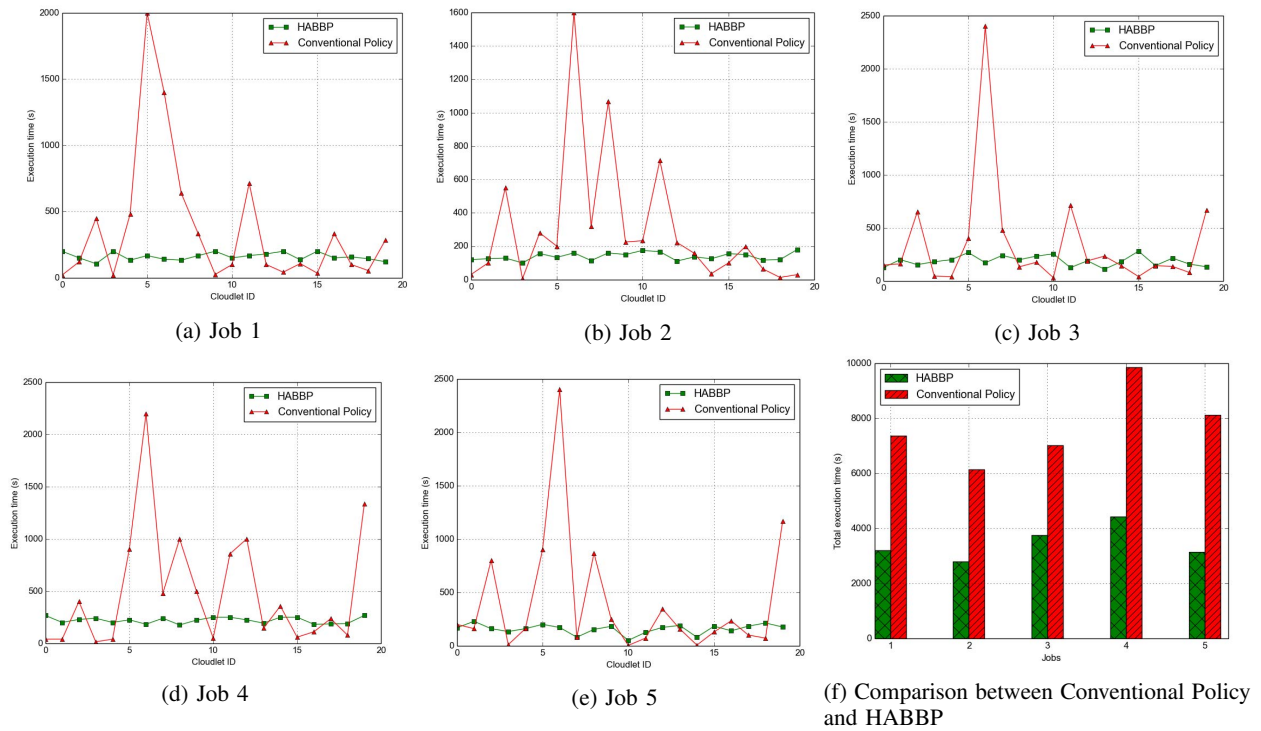 2000
1500
1000
500
0
Execution time (s)
HABBP
Conventional Policy
0 5 10 15 20
Cloudlet ID
(a) Job 1
1600
1400
1200
1000
800
600
400
200
0
Execution time (s)
HABBP
Conventional Policy
0 5 10 15 20
Cloudlet ID
(b) Job 2
2500
2000
1500
1000
500
0
Execution time (s)
HABBP
Conventional Policy
0 5 10 15 20
Cloudlet ID
(c) Job 3
2500
2000
1500
1000
500
0
Execution time (s)
HABBP
Conventional Policy
0 5 10 15 20
Cloudlet ID
(d) Job 4
2500
2000
1500
1000
500
0
Execution time (s)
HABBP
Conventional Policy
0 5 10 15 20
Cloudlet ID
(e) Job 5
10000
8000
6000
4000
2000
0
Total execution time (s)
HABBP
Conventional Policy
1 2 3 4 5
Jobs
(f) Comparison between Conventional Policy
and HABBP